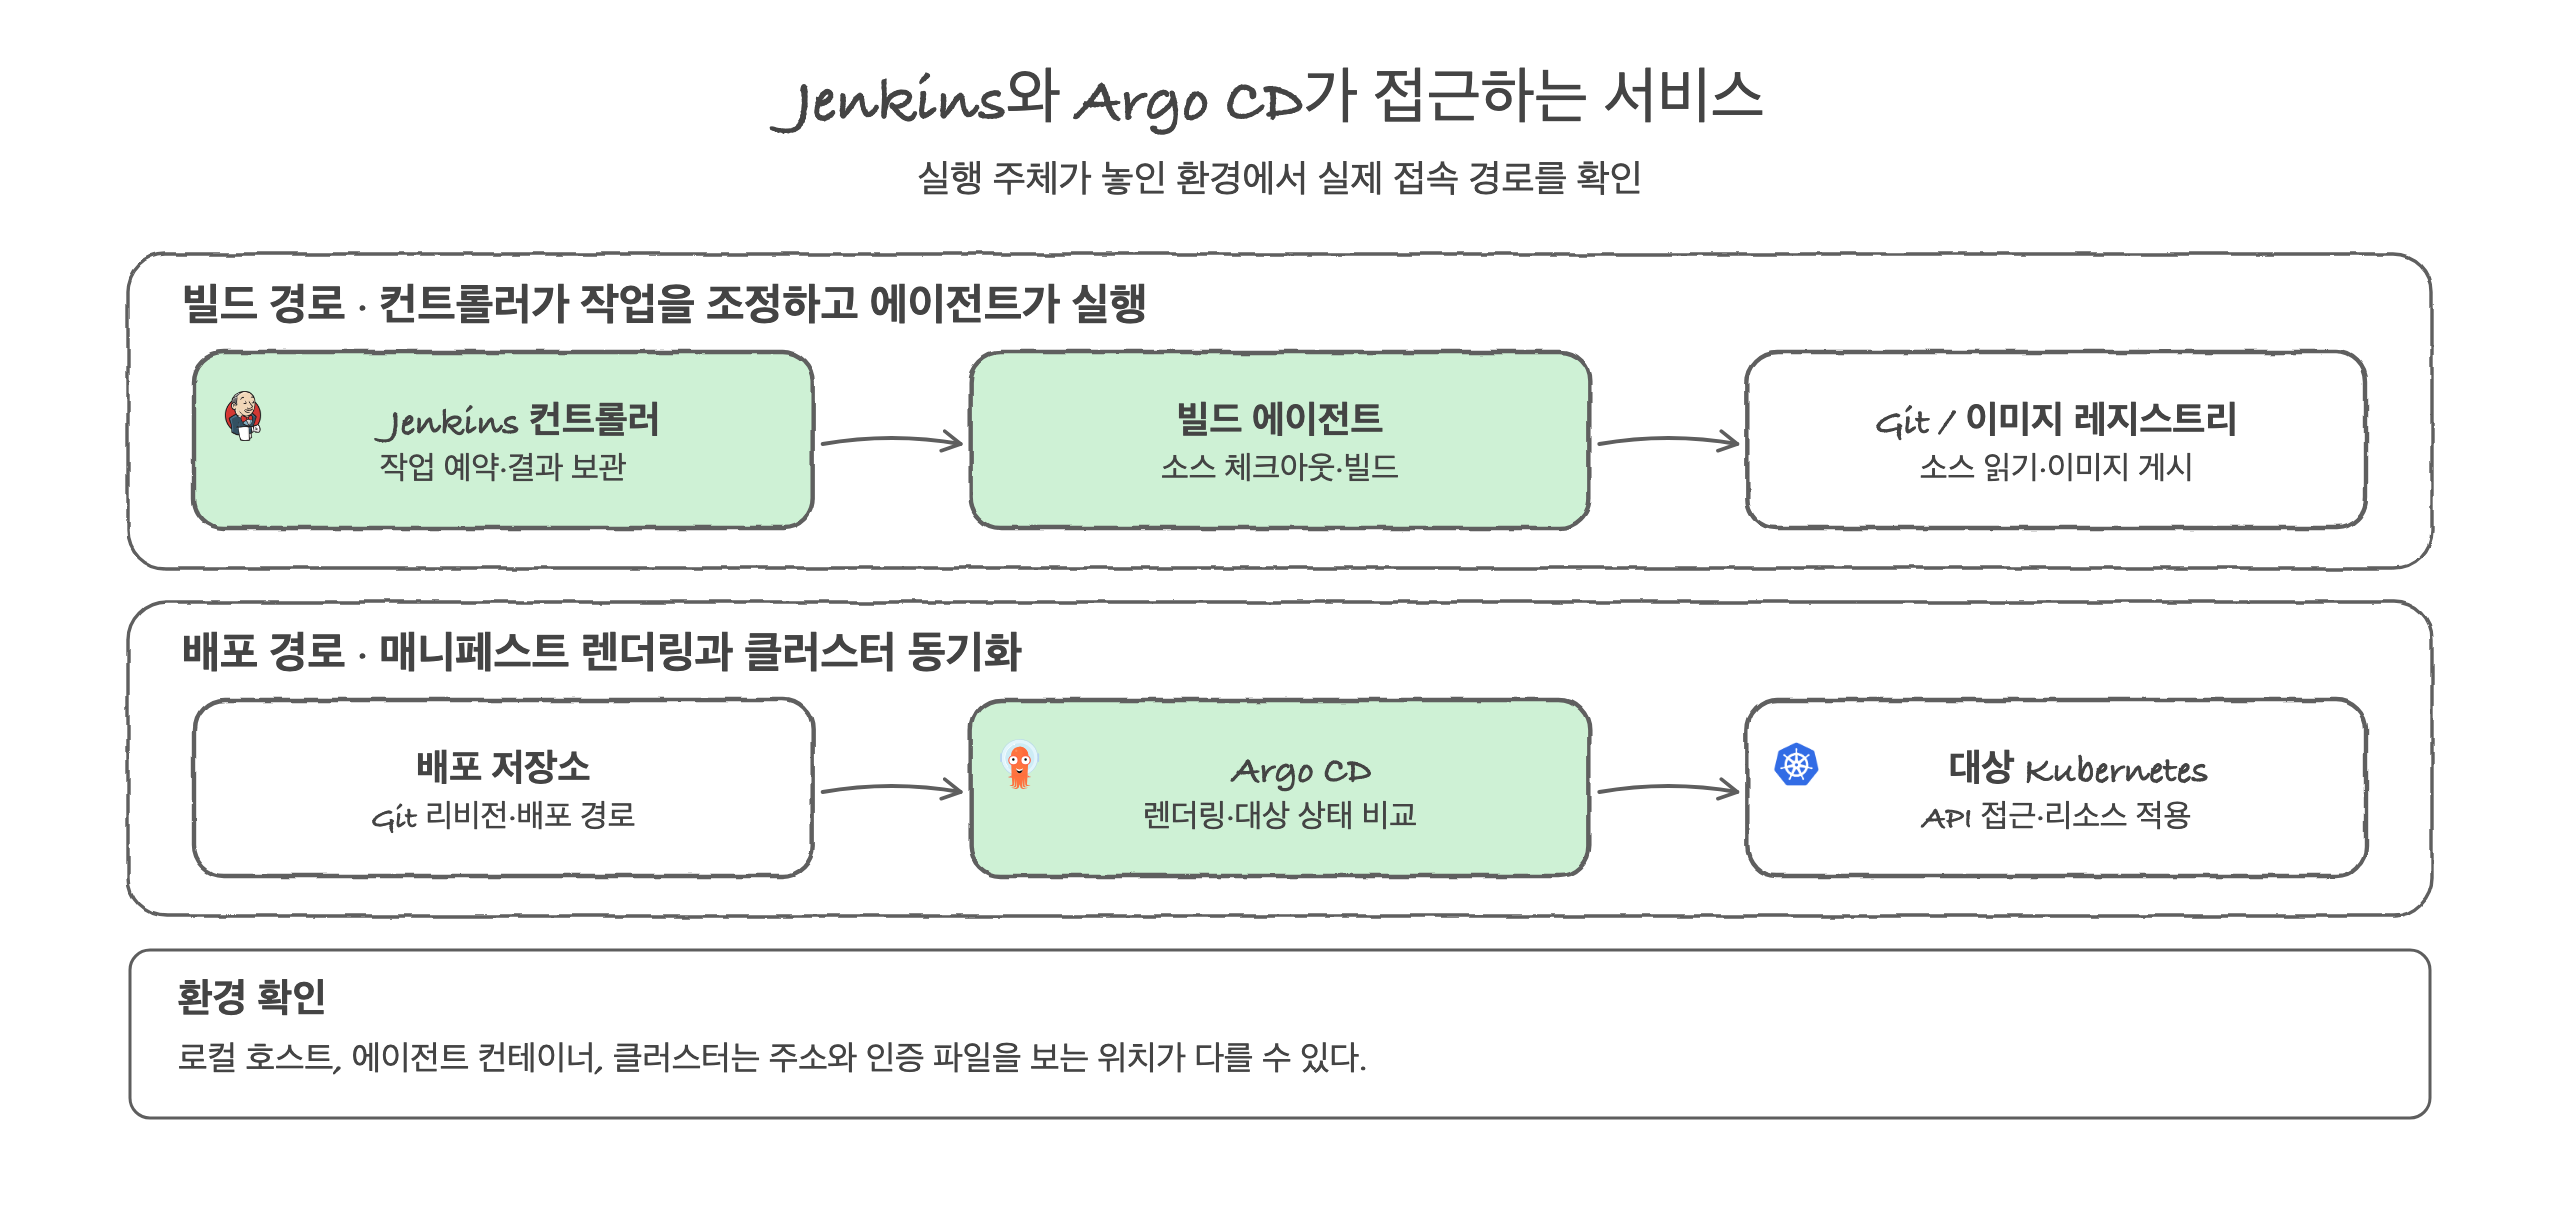 Jenkins와 Argo CD가 접근하는 서비스
실행 주체가 놓인 환경에서 실제 접속 경로를 확인
빌드 경로 · 컨트롤러가 작업을 조정하고 에이전트가 실행
Jenkins 컨트롤러
작업 예약·결과 보관
빌드 에이전트
소스 체크아웃·빌드
Git / 이미지 레지스트리
소스 읽기·이미지 게시
배포 경로 · 매니페스트 렌더링과 클러스터 동기화
배포 저장소
Git 리비전·배포 경로
Argo CD
렌더링·대상 상태 비교
대상 Kubernetes
API 접근·리소스 적용
환경 확인
로컬 호스트, 에이전트 컨테이너, 클러스터는 주소와 인증 파일을 보는 위치가 다를 수 있다.